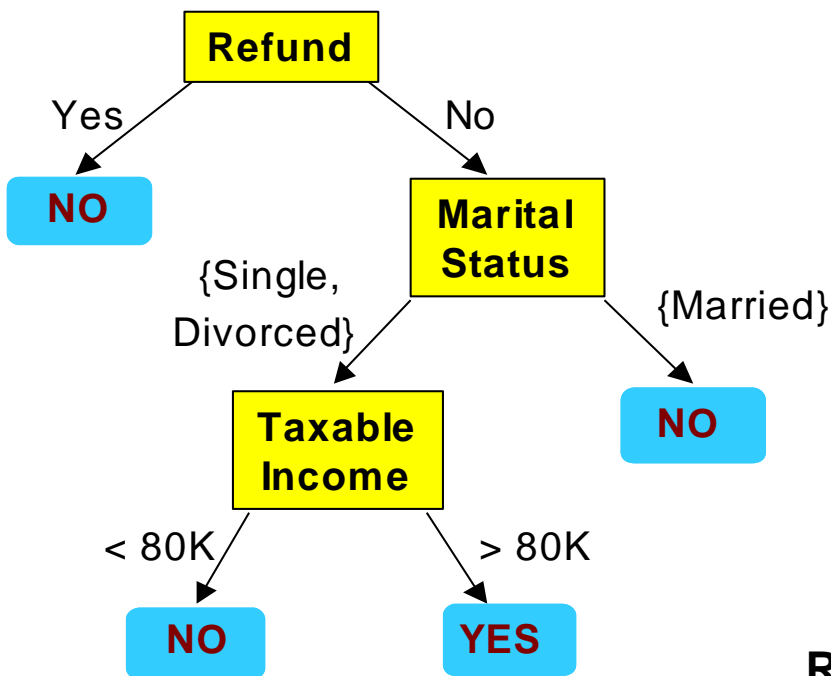 Refund
Yes
No
NO
Marital
Status
{Single,
Divorced}
{Married}
Taxable
Income
NO
< 80K
> 80K
NO
YES
R